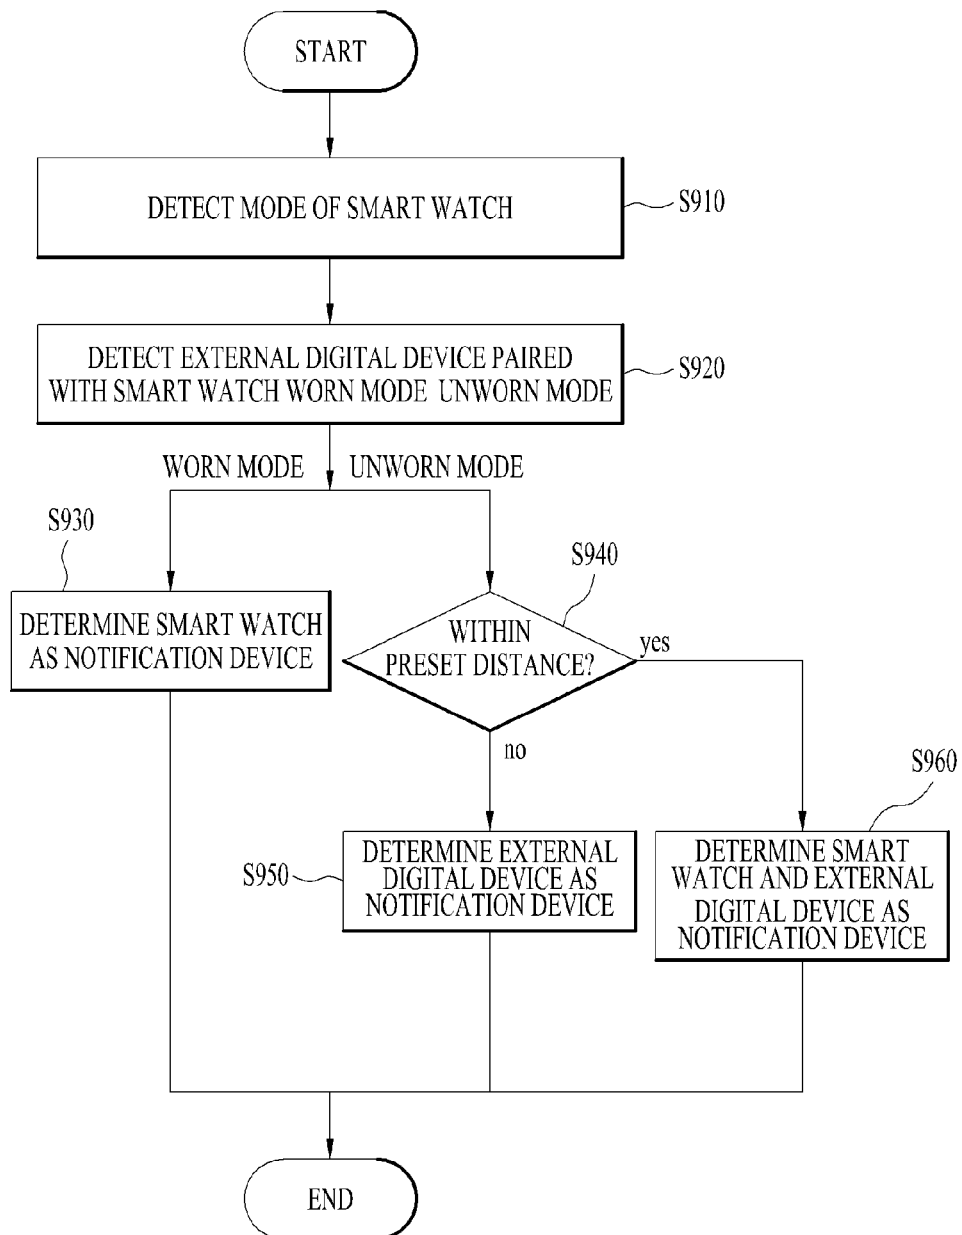 START
DETECT MODE OF SMART WATCH
S910
DETECT EXTERNAL DIGITAL DEVICE PAIRED
WITH SMART WATCH WORN MODE UNWORN MODE
S920
WORN MODE
UNWORN MODE
S930
DETERMINE SMART WATCH
AS NOTIFICATION DEVICE
S940
WITHIN
PRESET DISTANCE?
yes
no
S950
DETERMINE EXTERNAL
DIGITAL DEVICE AS
NOTIFICATION DEVICE
S960
DETERMINE SMART
WATCH AND EXTERNAL
DIGITAL DEVICE AS
NOTIFICATION DEVICE
END